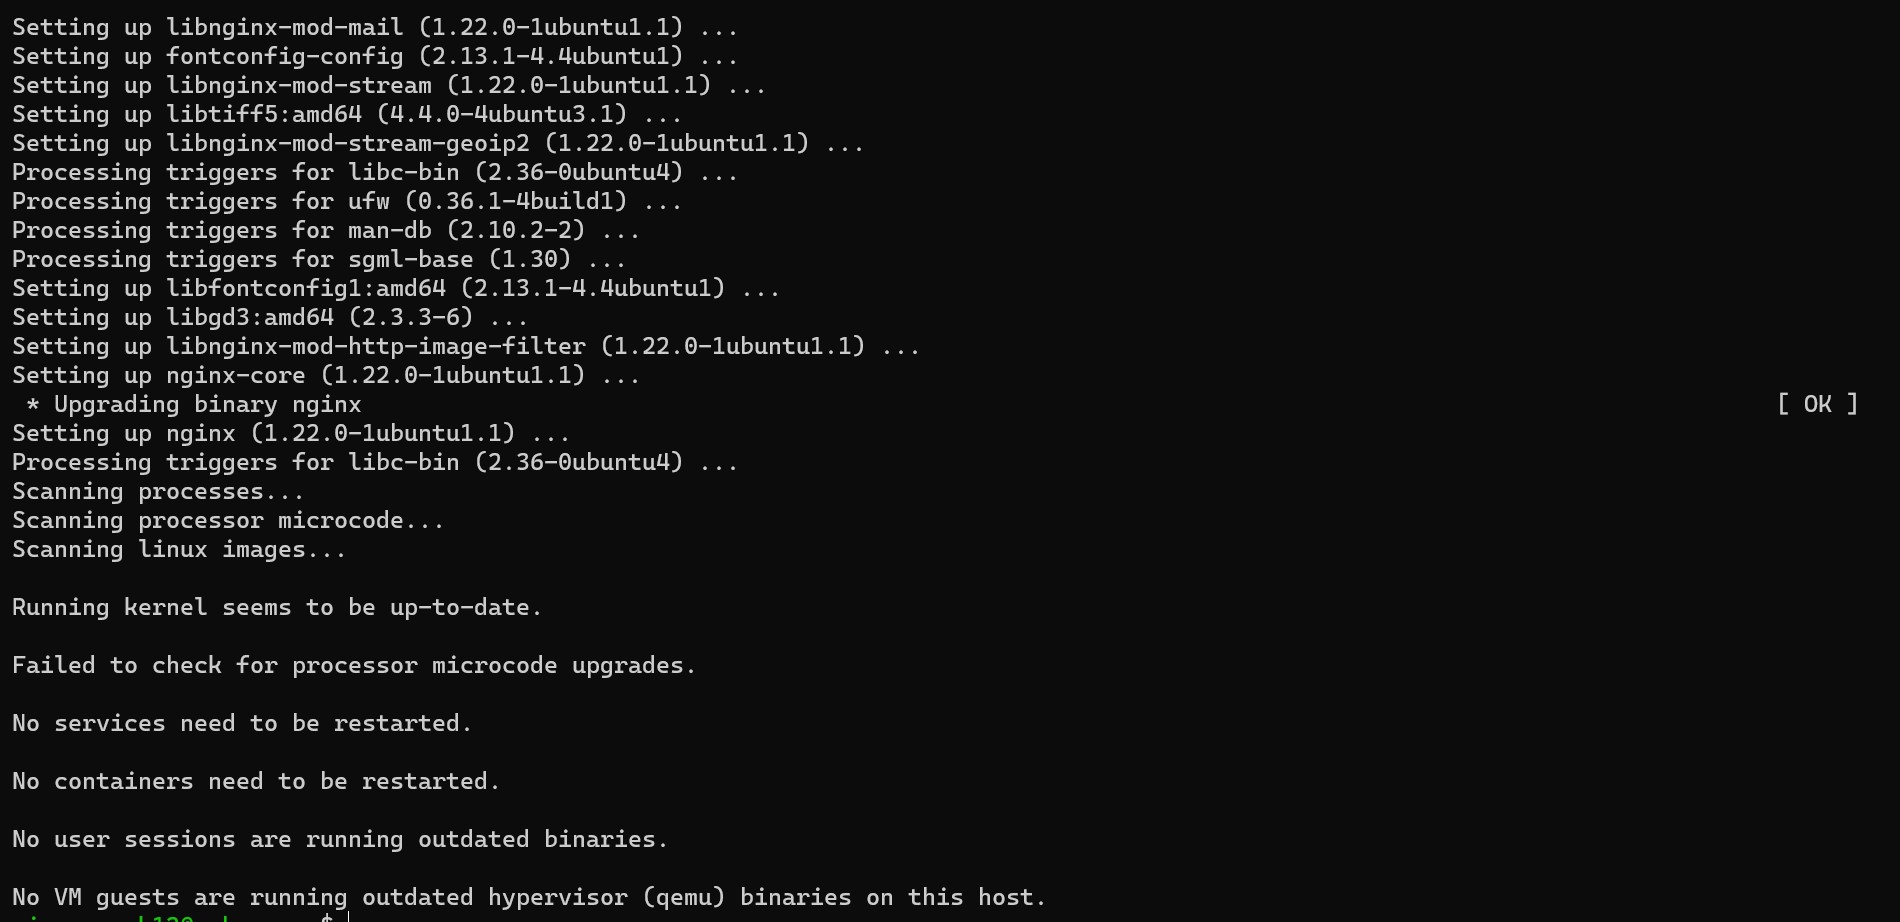 Setting up libnginx-mod-mail (1.22.0-1ubuntu1.1) ...
Setting up fontconfig-config (2.13.1-4.4ubuntu1) ...
Setting up libnginx-mod-stream (1.22.0-1ubuntu1.1) ...
Setting up libtiff5:amd64 (4.4.0-4ubuntu3.1) ...
Setting up libnginx-mod-stream-geoip2 (1.22.0-1ubuntu1.1) ...
Processing triggers for libc-bin (2.36-0ubuntu4) ...
Processing triggers for ufw (0.36.1-4build1) ...
Processing triggers for man-db (2.10.2-2) ...
Processing triggers for sgml-base (1.30) ...
Setting up libfontconfig1:amd64 (2.13.1-4.4ubuntu1) ...
Setting up libgd3:amd64 (2.3.3-6) ...
Setting up libnginx-mod-http-image-filter (1.22.0-1ubuntu1.1) ...
Setting up nginx-core (1.22.0-1ubuntu1.1) ...
 * Upgrading binary nginx [ OK ]
Setting up nginx (1.22.0-1ubuntu1.1) ...
Processing triggers for libc-bin (2.36-0ubuntu4) ...
Scanning processes...
Scanning processor microcode...
Scanning linux images...
Running kernel seems to be up-to-date.
Failed to check for processor microcode upgrades.
No services need to be restarted.
No containers need to be restarted.
No user sessions are running outdated binaries.
No VM guests are running outdated hypervisor (qemu) binaries on this host.
$